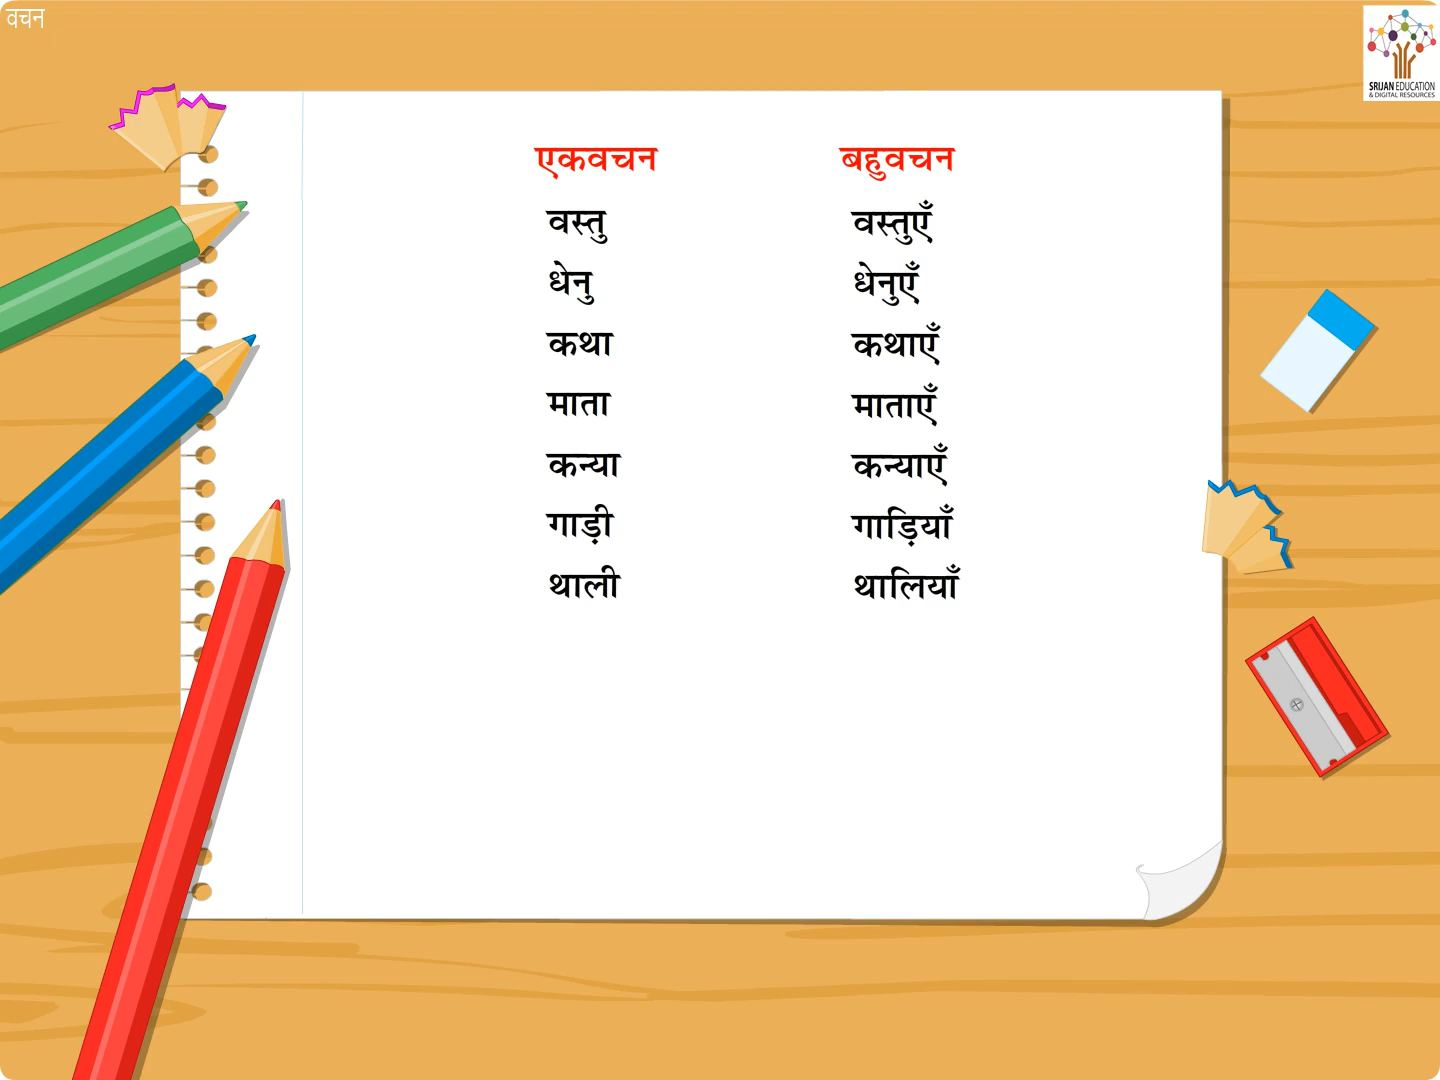 वचन
SRIJAN EDUCATION
& DIGITAL RESOURCES
एकवचन बहुवचन
वस्तु वस्तुएँ
धेनु धेनुएँ
कथा कथाएँ
माता माताएँ
कन्या कन्याएँ
गाड़ी गाड़ियाँ
थाली थालियाँ